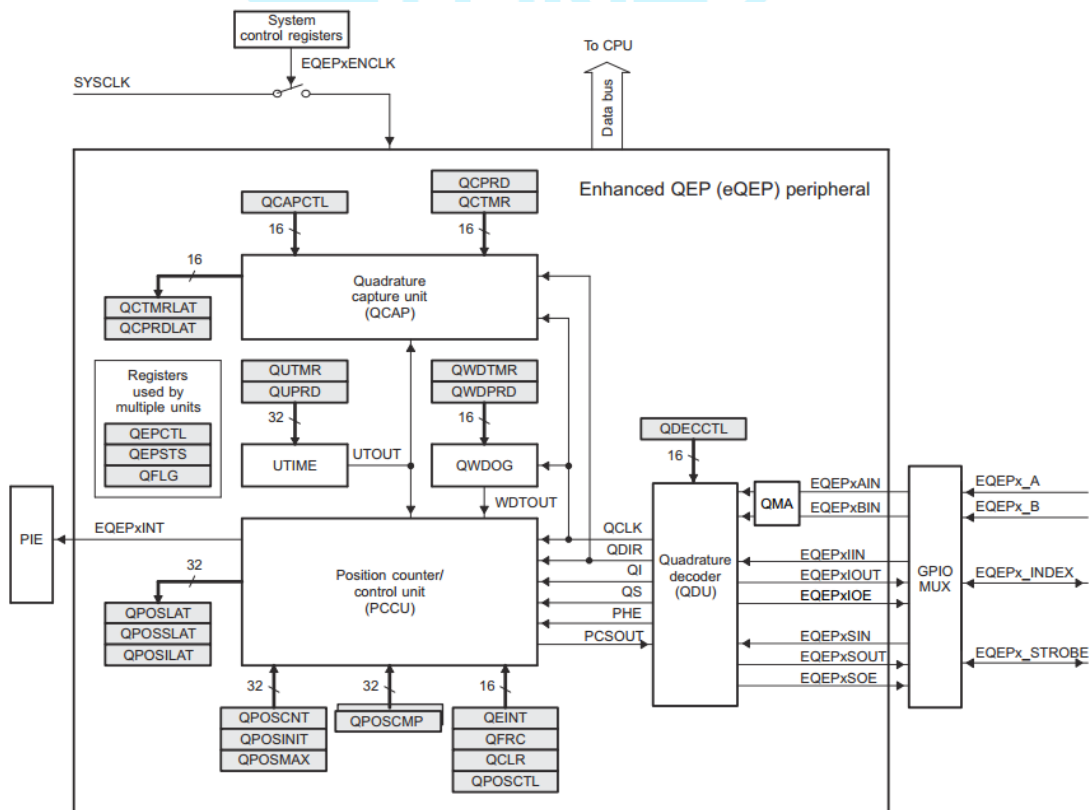 System
control registers
To CPU
EQEPxENCLK
SYSCLK
Data bus
Enhanced QEP (eQEP) peripheral
QCPRD
QCAPCTL
QCTMR
16
16
16
Quadrature
capture unit
(QCAP)
QCTMRLAT
QCPRDLAT
Registers
used by
multiple units
QEPCTL
QEPSTS
QFLG
QUTMR
QUPRD
32
QWDTMR
QWDPRD
16
UTIME
UTOUT
QWDOG
WDTOUT
QDECCTL
16
EQEPxAIN
EQEPxBIN
QMA
EQEPx_A
EQEPx_B
PIE
EQEPxINT
QCLK
QDIR
QI
QS
PHE
PCSOUT
Quadrature
decoder
(QDU)
EQEPxIIN
EQEPxIOUT
EQEPxIOE
EQEPxSIN
EQEPxSOUT
EQEPxSOE
GPIO
MUX
EQEPx_INDEX
EQEPx_STROBE
Position counter/
control unit
(PCCU)
32
QPOSLAT
QPOSSLAT
QPOSILAT
32
32
16
QPOSCNT
QPOSINIT
QPOSMAX
QPOSCMP
QEINT
QFRC
QCLR
QPOSCTL